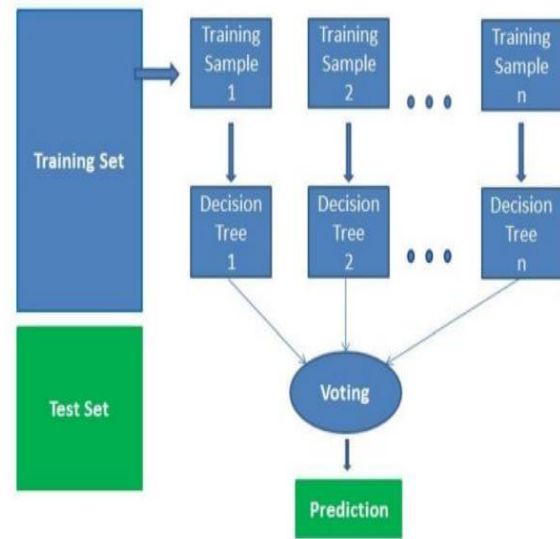 Training Set
Training
Sample
1
Training
Sample
2
Training
Sample
n
Decision
Tree
1
Decision
Tree
2
Decision
Tree
n
Test Set
Voting
Prediction